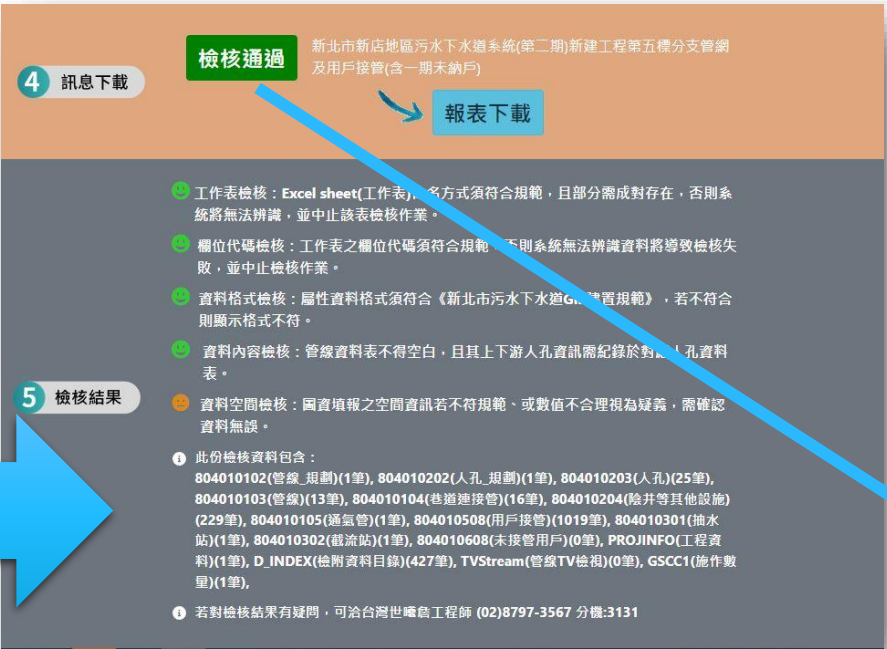 4 訊息下載
檢核通過
新北市新店地區污水下水道系統(第二期)新建工程第五標分支管網
及用戶接管(含一期未納戶)
報表下載
5 檢核結果
工作表檢核：Excel sheet(工作表)名方式須符合規範，且部分需成對存在，否則系
統將無法辨識，並中止該表檢核作業。
欄位代碼檢核：工作表之欄位代碼須符合規範，否則系統無法辨識資料將導致檢核失
敗，並中止檢核作業。
資料格式檢核：屬性資料格式須符合《新北市污水下水道G 建置規範》，若不符合
則顯示格式不符。
資料內容檢核：管線資料表不得空白，且其上下游人孔資訊需紀錄於對 人孔資料
表。
資料空間檢核：圖資填報之空間資訊若不符規範、或數值不合理視為疑義，需確認
資料無誤。
此份檢核資料包含：
804010102(管線_規劃)(1筆), 804010202(人孔_規劃)(1筆), 804010203(人孔)(25筆),
804010103(管線)(13筆), 804010104(巷道連接管)(16筆), 804010204(陰井等其他設施)
(229筆), 804010105(通氣管)(1筆), 804010508(用戶接管)(1019筆), 804010301(抽水
站)(1筆), 804010302(截流站)(1筆), 804010608(未接管用戶)(0筆), PROJINFO(工程資
料)(1筆), D_INDEX(檢附資料目錄)(427筆), TVStream(管線TV檢視)(0筆), GSCC1(施作數
量)(1筆),
若對檢核結果有疑問，可洽台灣世曦詹工程師 (02)8797-3567 分機:3131